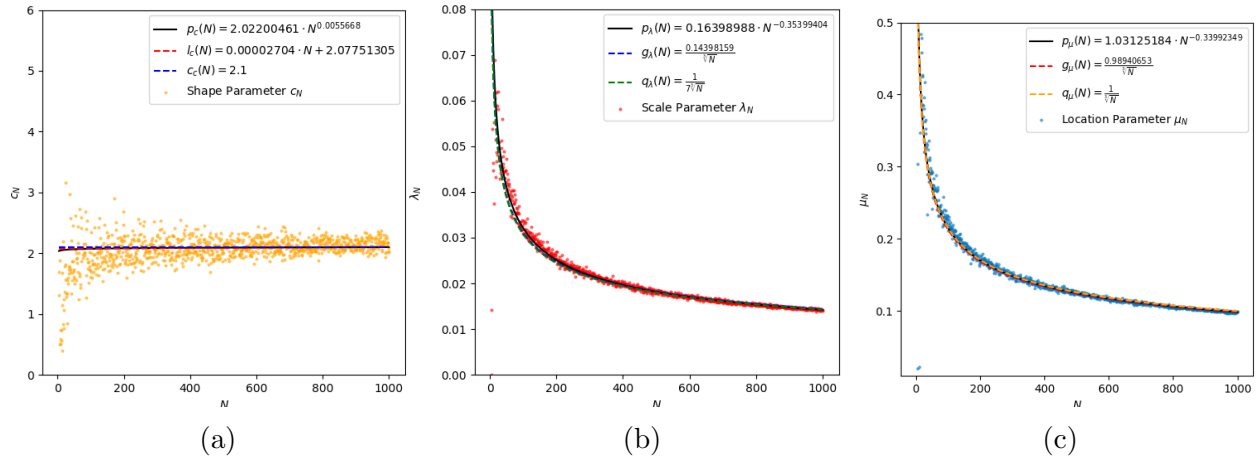 6
5
4
3
2
1
0
c_N
p_c(N) = 2.02200461 · N^0.0055668
l_c(N) = 0.00002704 · N + 2.07751305
c_c(N) = 2.1
Shape Parameter c_N
0 200 400 600 800 1000
N
(a)
0.08
0.07
0.06
0.05
0.04
0.03
0.02
0.01
0.00
λ_N
p_λ(N) = 0.16398988 · N^−0.35399404
g_λ(N) = 0.14398159/∛N
q_λ(N) = 1/7∛N
Scale Parameter λ_N
0 200 400 600 800 1000
N
(b)
0.5
0.4
0.3
0.2
0.1
μ_N
p_μ(N) = 1.03125184 · N^−0.33992349
g_μ(N) = 0.98940653/∛N
q_μ(N) = 1/∛N
Location Parameter μ_N
0 200 400 600 800 1000
N
(c)